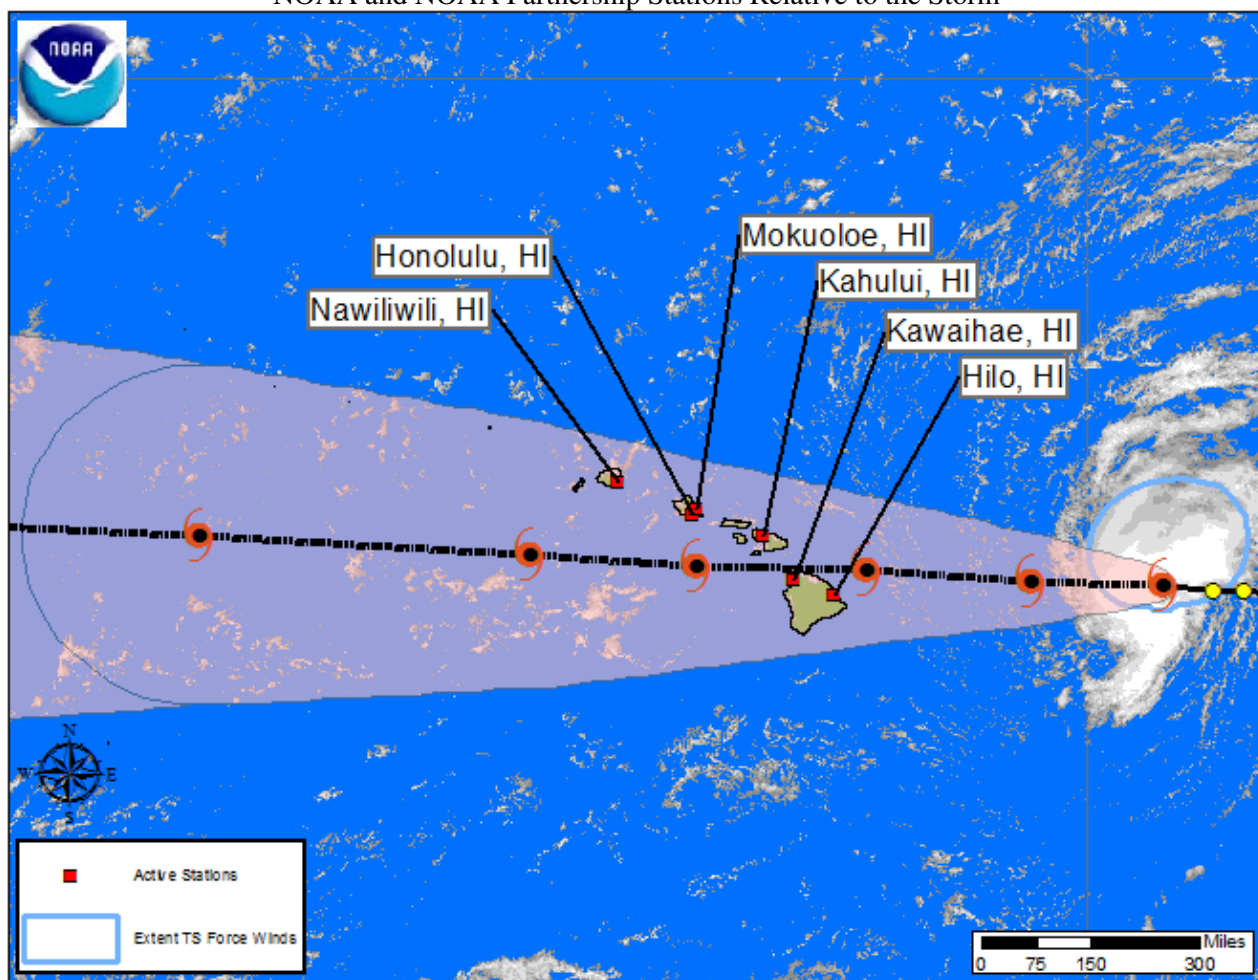 NOAA and NOAA Partnership Stations Relative to the Storm
NOAA
Mokuoloe, HI
Honolulu, HI
Kahului, HI
Nawiliwili, HI
Kawaihae, HI
Hilo, HI
N
W E
S
Active Stations
Extent TS Force Winds
Miles
0 75 150 300